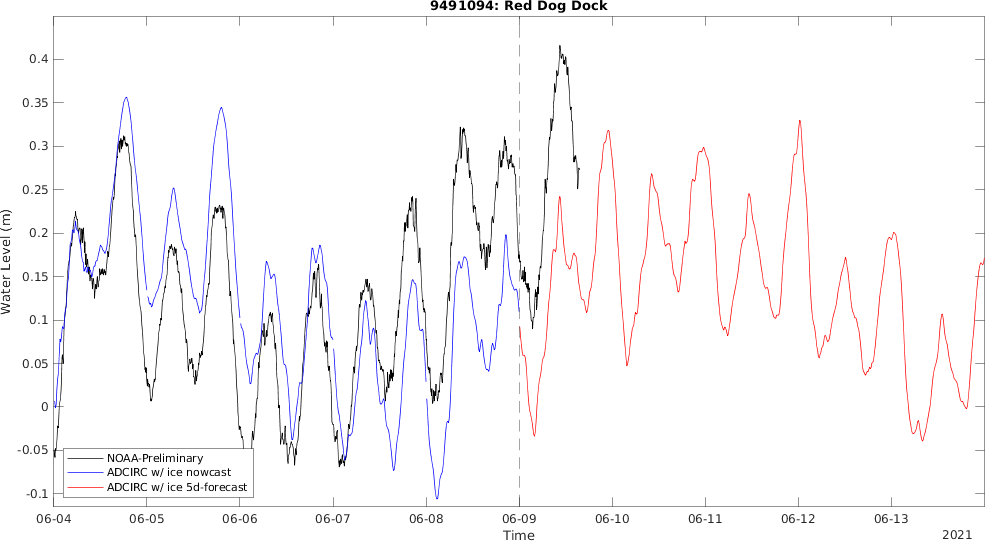 9491094: Red Dog Dock
Water Level (m)
0.4
0.35
0.3
0.25
0.2
0.15
0.1
0.05
0
-0.05
-0.1
NOAA-Preliminary
ADCIRC w/ ice nowcast
ADCIRC w/ ice 5d-forecast
06-04 06-05 06-06 06-07 06-08 06-09 06-10 06-11 06-12 06-13
Time
2021